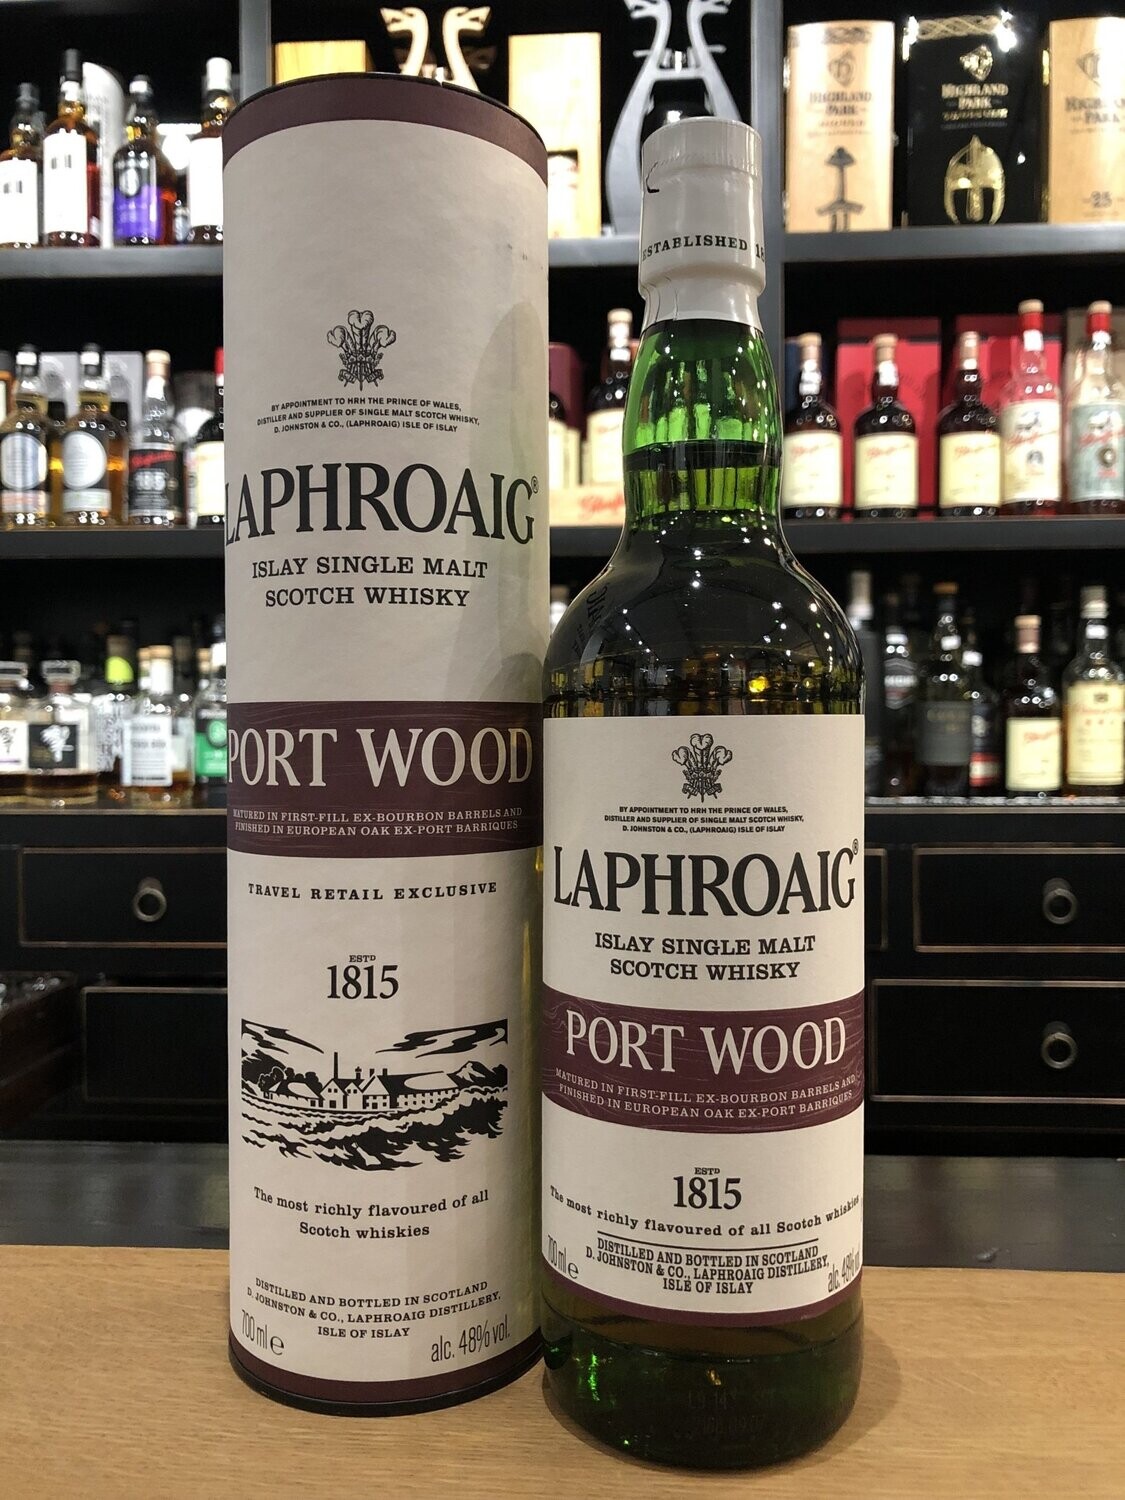 BY APPOINTMENT TO HRH THE PRINCE OF WALES,
DISTILLER AND SUPPLIER OF SINGLE MALT SCOTCH WHISKY,
D. JOHNSTON & CO., (LAPHROAIG) ISLE OF ISLAY
LAPHROAIG®
ISLAY SINGLE MALT
SCOTCH WHISKY
PORT WOOD
MATURED IN FIRST-FILL EX-BOURBON BARRELS AND
FINISHED IN EUROPEAN OAK EX-PORT BARRIQUES
TRAVEL RETAIL EXCLUSIVE
ESTD
1815
The most richly flavoured of all
Scotch whiskies
DISTILLED AND BOTTLED IN SCOTLAND
D. JOHNSTON & CO., LAPHROAIG DISTILLERY,
ISLE OF ISLAY
700 ml e
alc. 48% vol.
ESTABLISHED 18
BY APPOINTMENT TO HRH THE PRINCE OF WALES,
DISTILLER AND SUPPLIER OF SINGLE MALT SCOTCH WHISKY,
D. JOHNSTON & CO., (LAPHROAIG) ISLE OF ISLAY
LAPHROAIG®
ISLAY SINGLE MALT
SCOTCH WHISKY
PORT WOOD
MATURED IN FIRST-FILL EX-BOURBON BARRELS AND
FINISHED IN EUROPEAN OAK EX-PORT BARRIQUES
ESTD
1815
The most richly flavoured of all Scotch whiskies
DISTILLED AND BOTTLED IN SCOTLAND
D. JOHNSTON & CO., LAPHROAIG DISTILLERY,
ISLE OF ISLAY
700 ml e
alc. 48% vol.
HIGHLAND
PARK
HIGHLAND
PARK
HIGHLAND
PARK
25